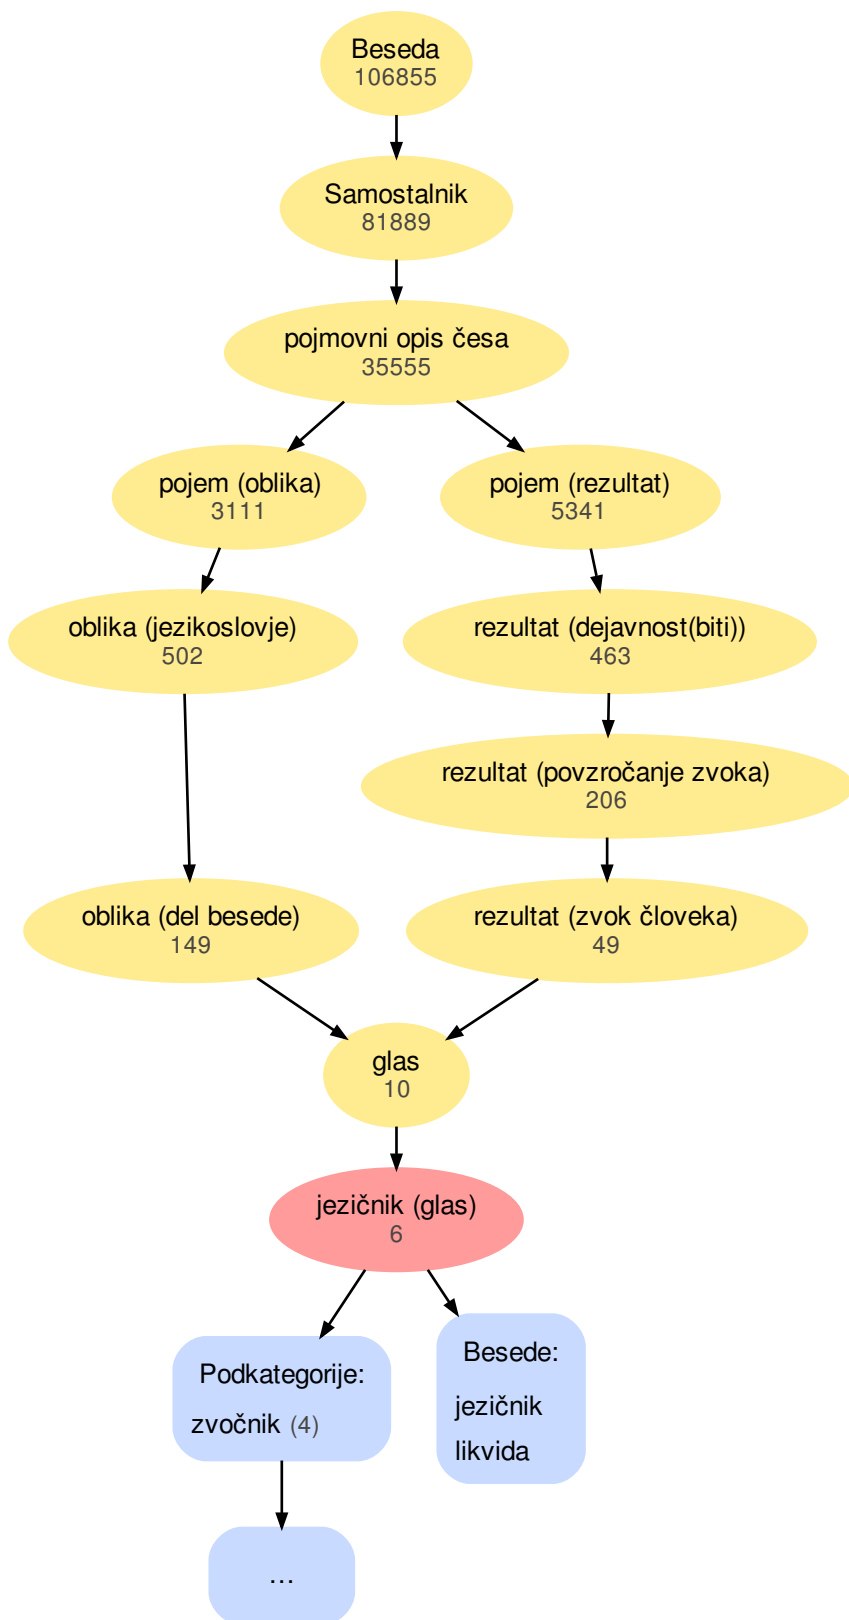 Beseda
106855
Samostalnik
81889
pojmovni opis česa
35555
pojem (oblika)
3111
pojem (rezultat)
5341
oblika (jezikoslovje)
502
rezultat (dejavnost(biti))
463
rezultat (povzročanje zvoka)
206
oblika (del besede)
149
rezultat (zvok človeka)
49
glas
10
jezičnik (glas)
6
Podkategorije:
zvočnik (4)
Besede:
jezičnik
likvida
...